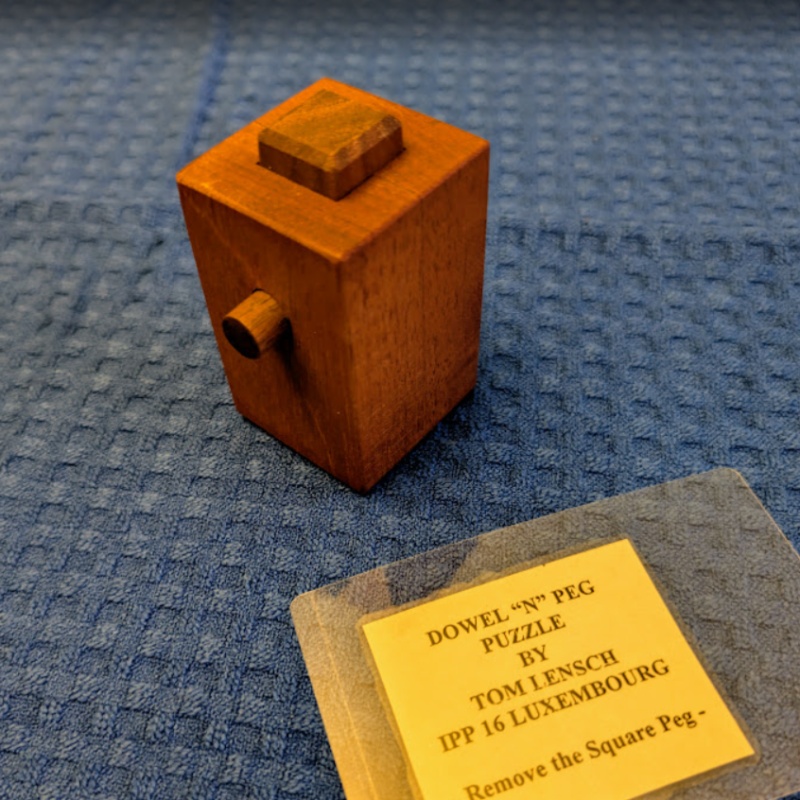 DOWEL “N” PEG
PUZZLE
BY
TOM LENSCH
IPP 16 LUXEMBOURG
Remove the Square Peg -